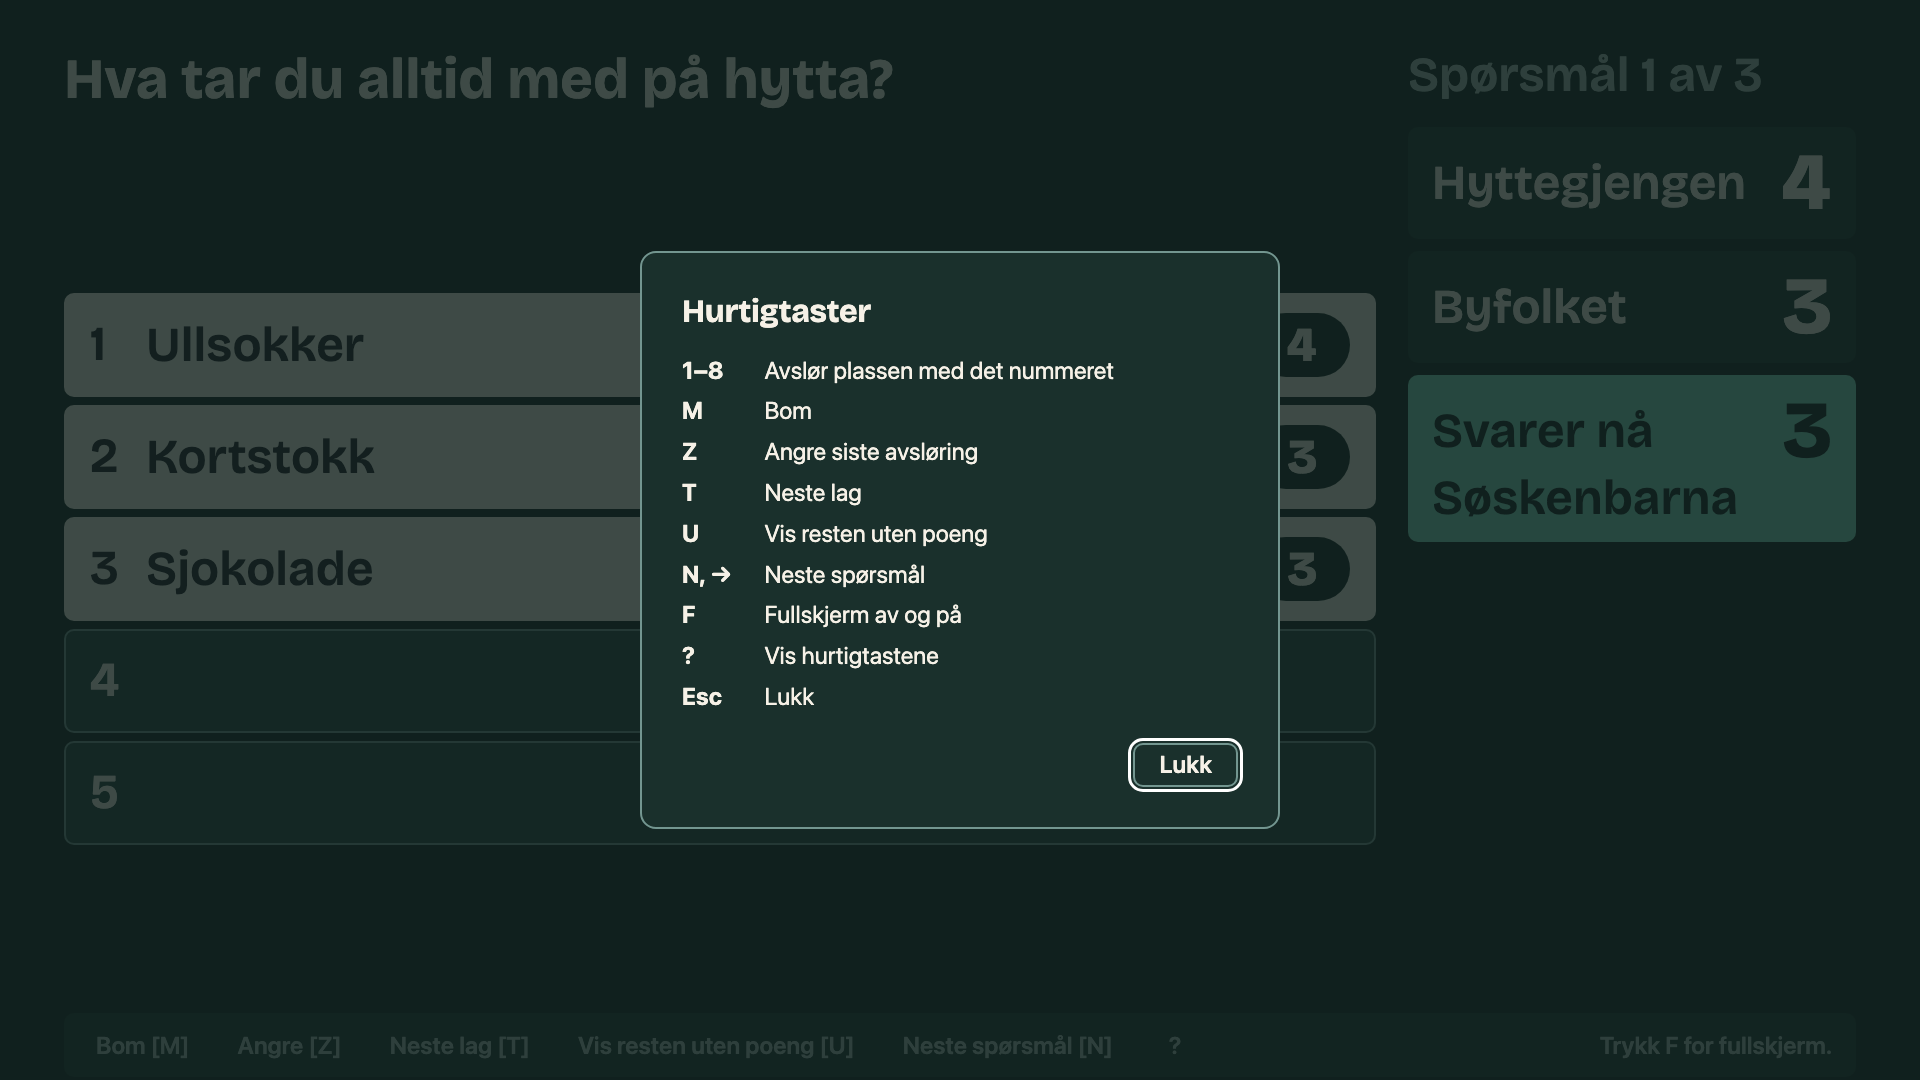 Hva tar du alltid med på hytta?
Spørsmål 1 av 3
Hyttegjengen 4
Byfolket 3
Svarer nå 3
Søskenbarna
1 Ullsokker 4
2 Kortstokk 3
3 Sjokolade 3
4
5
Hurtigtaster
1–8 Avslør plassen med det nummeret
M Bom
Z Angre siste avsløring
T Neste lag
U Vis resten uten poeng
N, → Neste spørsmål
F Fullskjerm av og på
? Vis hurtigtastene
Esc Lukk
Lukk
Bom [M] Angre [Z] Neste lag [T] Vis resten uten poeng [U] Neste spørsmål [N] ? Trykk F for fullskjerm.